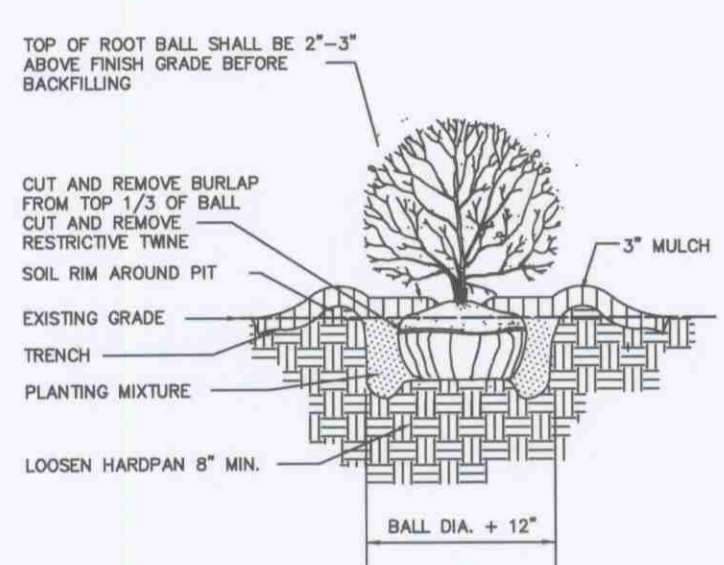 TOP OF ROOT BALL SHALL BE 2"-3"
ABOVE FINISH GRADE BEFORE
BACKFILLING
CUT AND REMOVE BURLAP
FROM TOP 1/3 OF BALL
CUT AND REMOVE
RESTRICTIVE TWINE
3" MULCH
SOIL RIM AROUND PIT
EXISTING GRADE
TRENCH
PLANTING MIXTURE
LOOSEN HARDPAN 8" MIN.
BALL DIA. + 12"